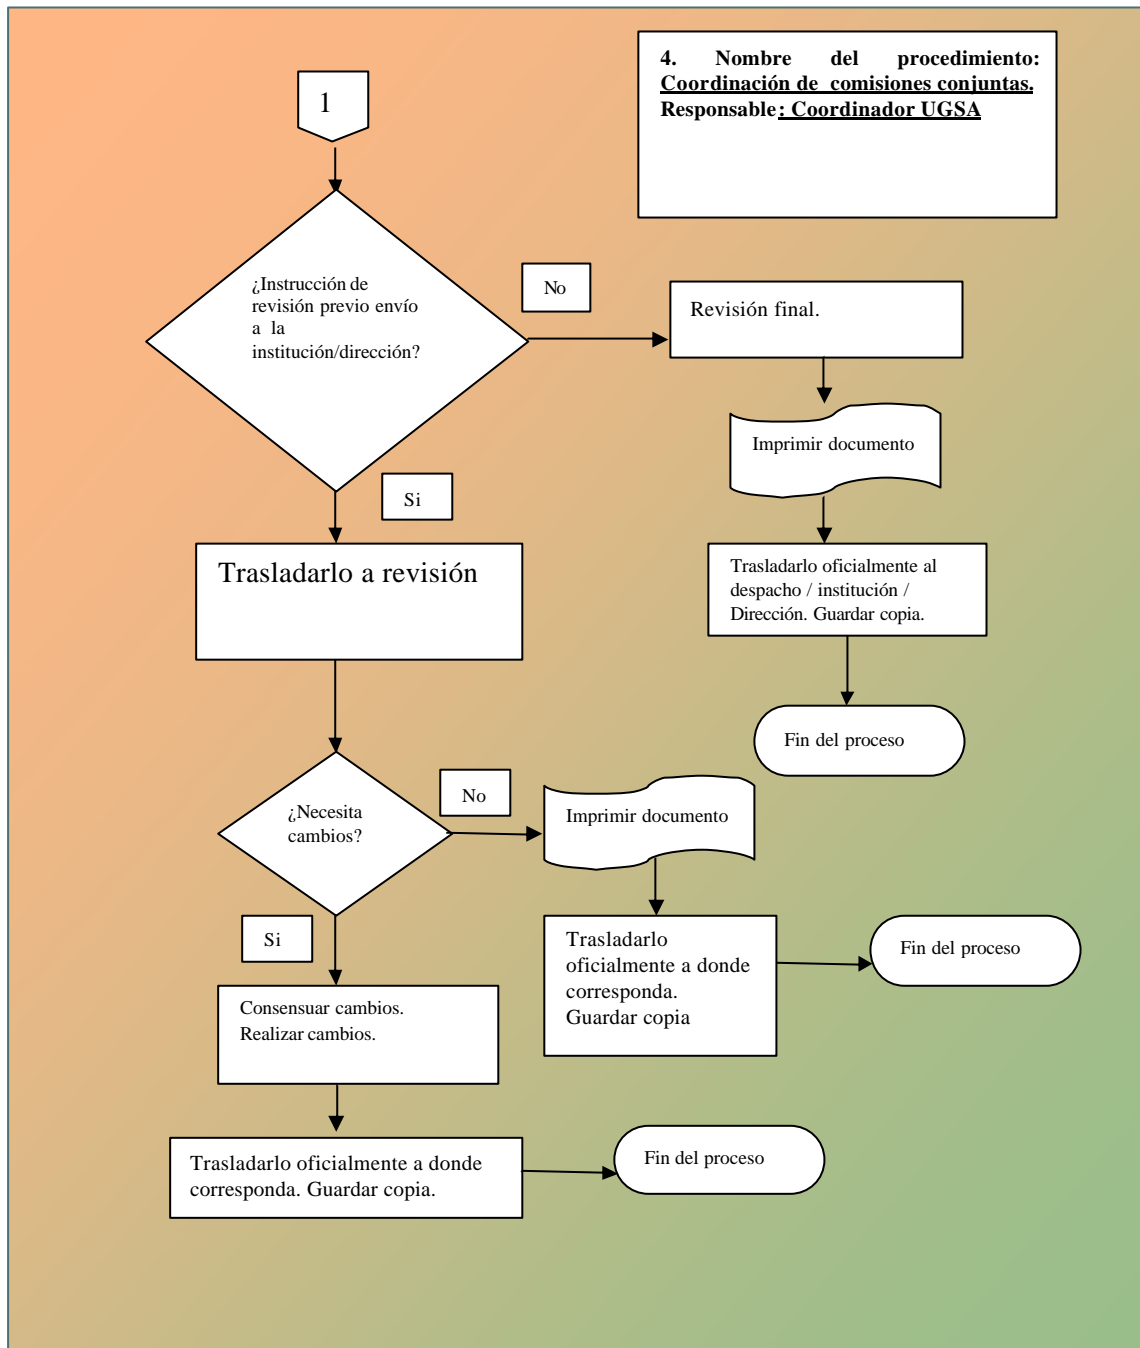 4. Nombre del procedimiento:
Coordinación de comisiones conjuntas.
Responsable: Coordinador UGSA
1
¿Instrucción de
revisión previo envío
a la
institución/dirección?
No
Revisión final.
Imprimir documento
Si
Trasladarlo a revisión
Trasladarlo oficialmente al
despacho / institución /
Dirección. Guardar copia.
Fin del proceso
¿Necesita
cambios?
No
Imprimir documento
Si
Trasladarlo
oficialmente a donde
corresponda.
Guardar copia
Fin del proceso
Consensuar cambios.
Realizar cambios.
Trasladarlo oficialmente a donde
corresponda. Guardar copia.
Fin del proceso